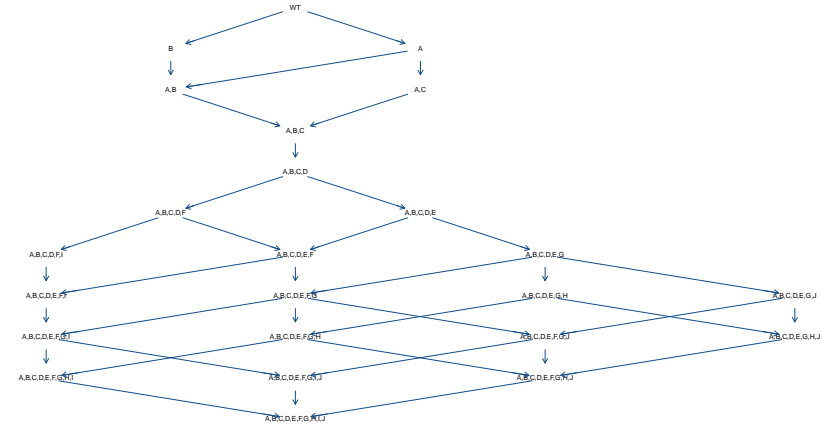 WT
B
A
A,B
A,C
A,B,C
A,B,C,D
A,B,C,D,F
A,B,C,D,E
A,B,C,D,F,I
A,B,C,D,E,F
A,B,C,D,E,G
A,B,C,D,E,F,I
A,B,C,D,E,F,G
A,B,C,D,E,G,H
A,B,C,D,E,G,J
A,B,C,D,E,F,G,I
A,B,C,D,E,F,G,H
A,B,C,D,E,F,G,J
A,B,C,D,E,G,H,J
A,B,C,D,E,F,G,H,I
A,B,C,D,E,F,G,I,J
A,B,C,D,E,F,G,H,J
A,B,C,D,E,F,G,H,I,J